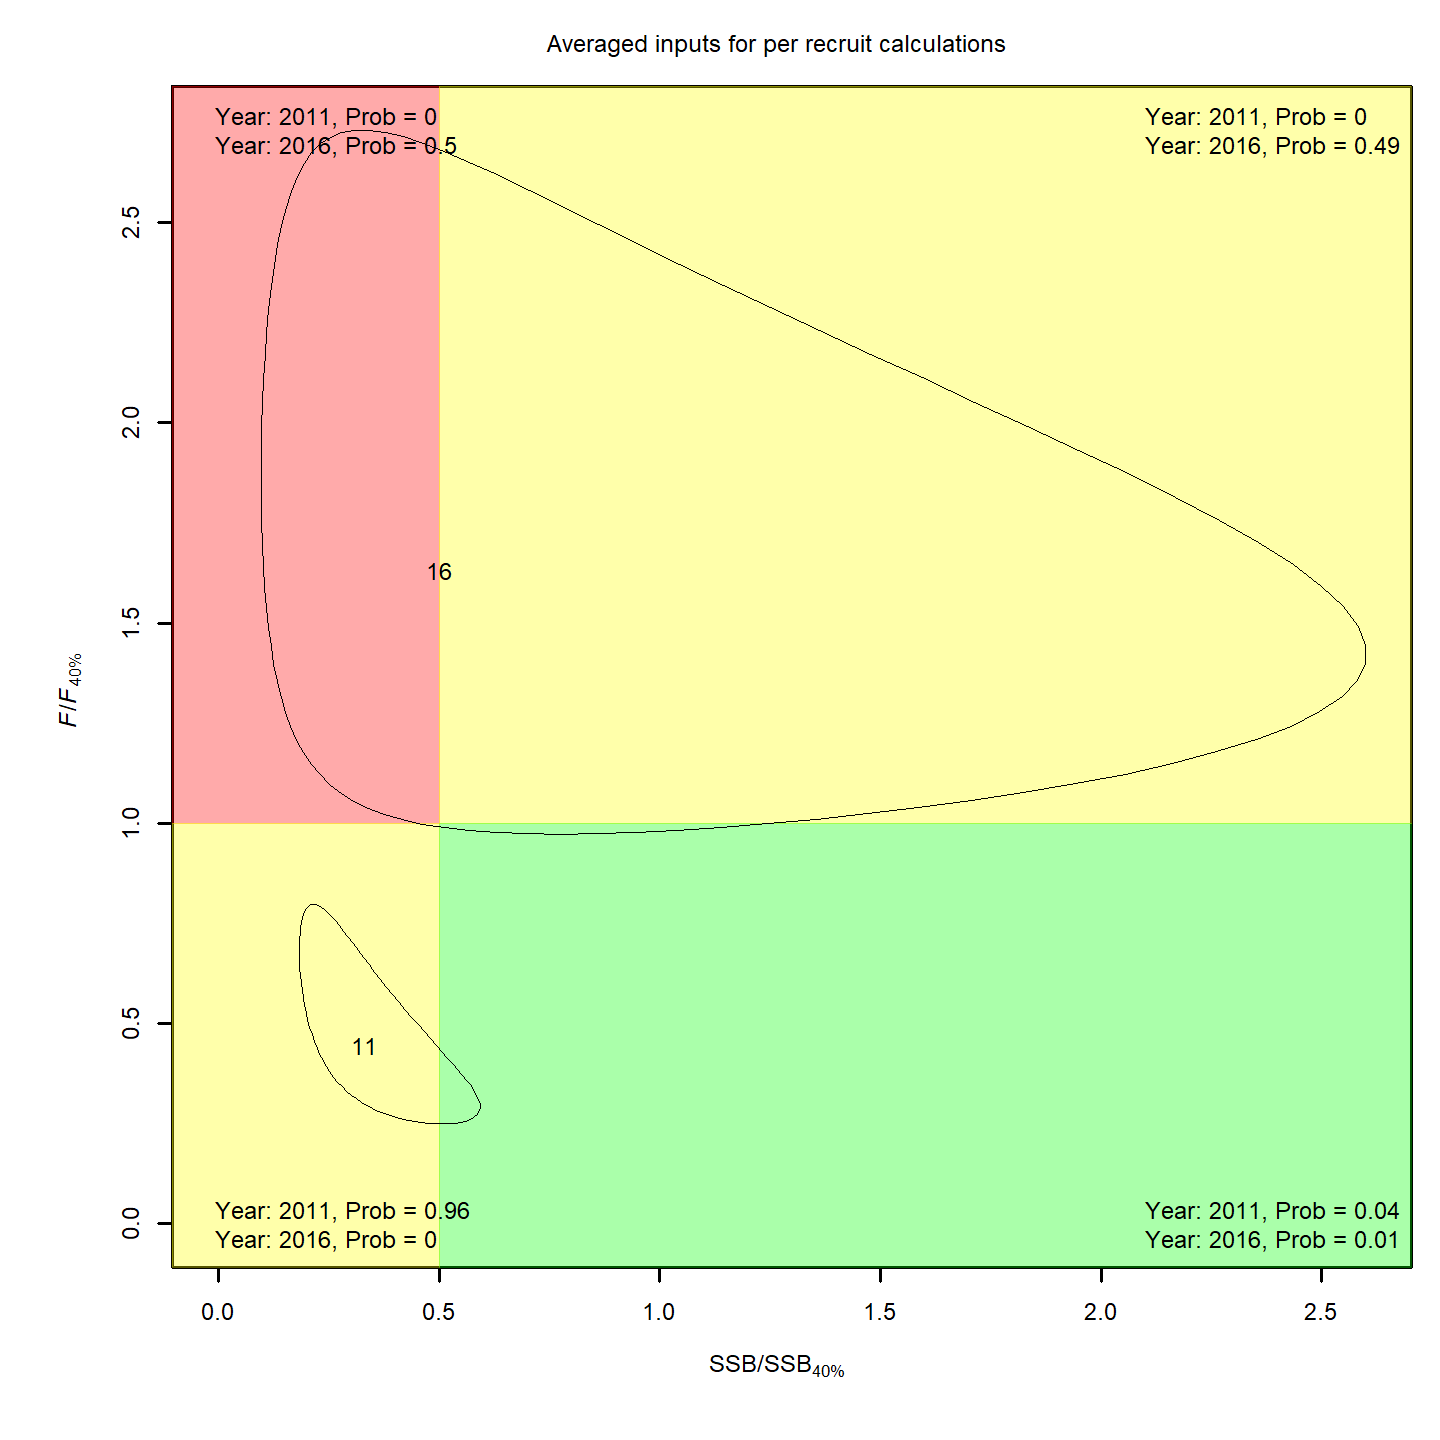 Averaged inputs for per recruit calculations
Year: 2011, Prob = 0
Year: 2016, Prob = 0.5
Year: 2011, Prob = 0
Year: 2016, Prob = 0.49
2.5
2.0
16
1.5
F/F40%
1.0
0.5
11
0.0
Year: 2011, Prob = 0.96
Year: 2016, Prob = 0
Year: 2011, Prob = 0.04
Year: 2016, Prob = 0.01
0.0 0.5 1.0 1.5 2.0 2.5
SSB/SSB40%